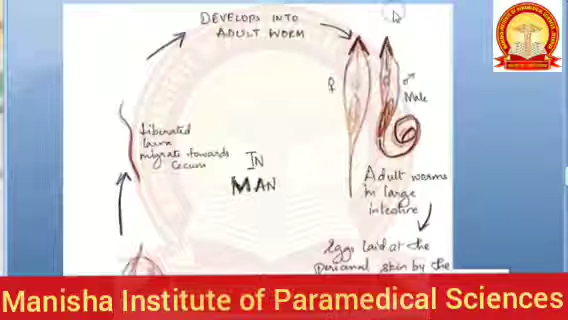 DEVELOPS INTO
ADULT WORM
♀
♂
Male
liberated
larva
migrate towards
Cecum
IN
MAN
Adult worms
in large
intestine
Eggs laid at the
perianal skin by the
Manisha Institute of Paramedical Sciences